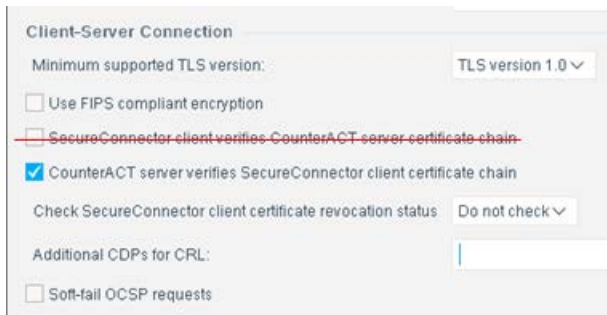 Client-Server Connection
Minimum supported TLS version: TLS version 1.0
Use FIPS compliant encryption
SecureConnector client verifies CounterACT server certificate chain
CounterACT server verifies SecureConnector client certificate chain
Check SecureConnector client certificate revocation status Do not check
Additional CDPs for CRL:
Soft-fail OCSP requests